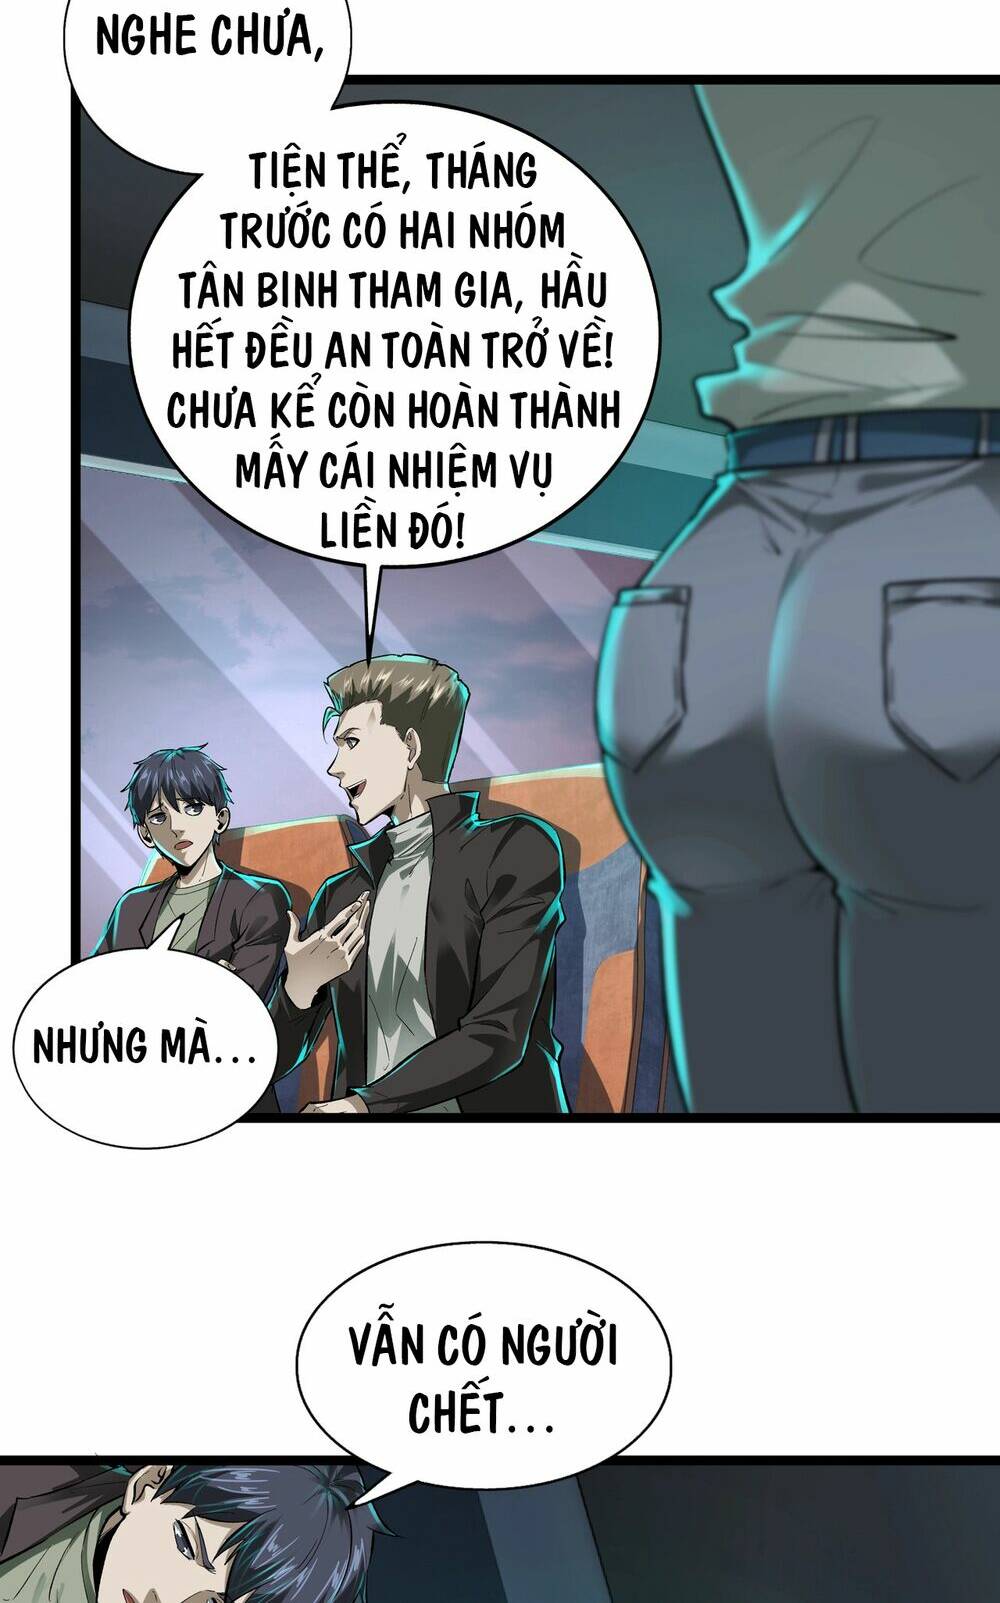 NGHE CHƯA,
TIỆN THỂ, THÁNG
TRƯỚC CÓ HAI NHÓM
TÂN BINH THAM GIA, HẦU
HẾT ĐỀU AN TOÀN TRỞ VỀ!
CHƯA KỂ CÒN HOÀN THÀNH
MẤY CÁI NHIỆM VỤ
LIỀN ĐÓ!
NHƯNG MÀ...
VẪN CÓ NGƯỜI
CHẾT...